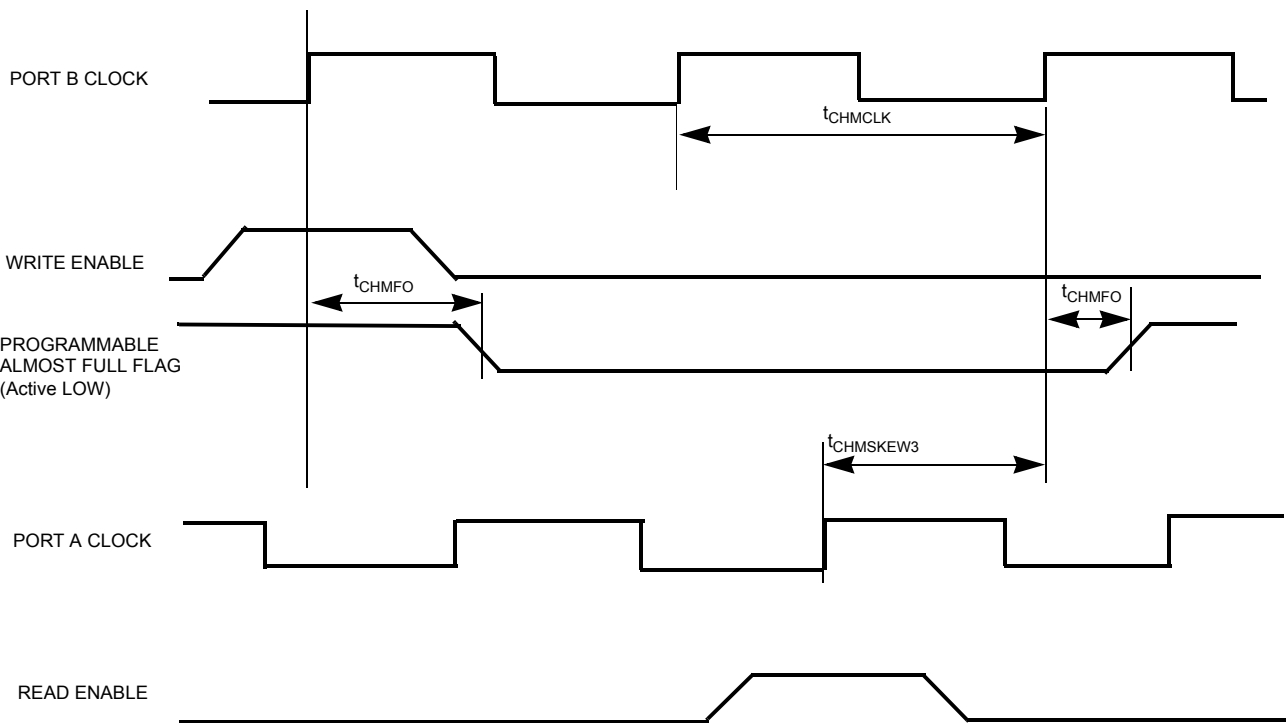 PORT B CLOCK
tCHMCLK
WRITE ENABLE
tCHMFO
tCHMFO
PROGRAMMABLE
ALMOST FULL FLAG
(Active LOW)
tCHMSKEW3
PORT A CLOCK
READ ENABLE